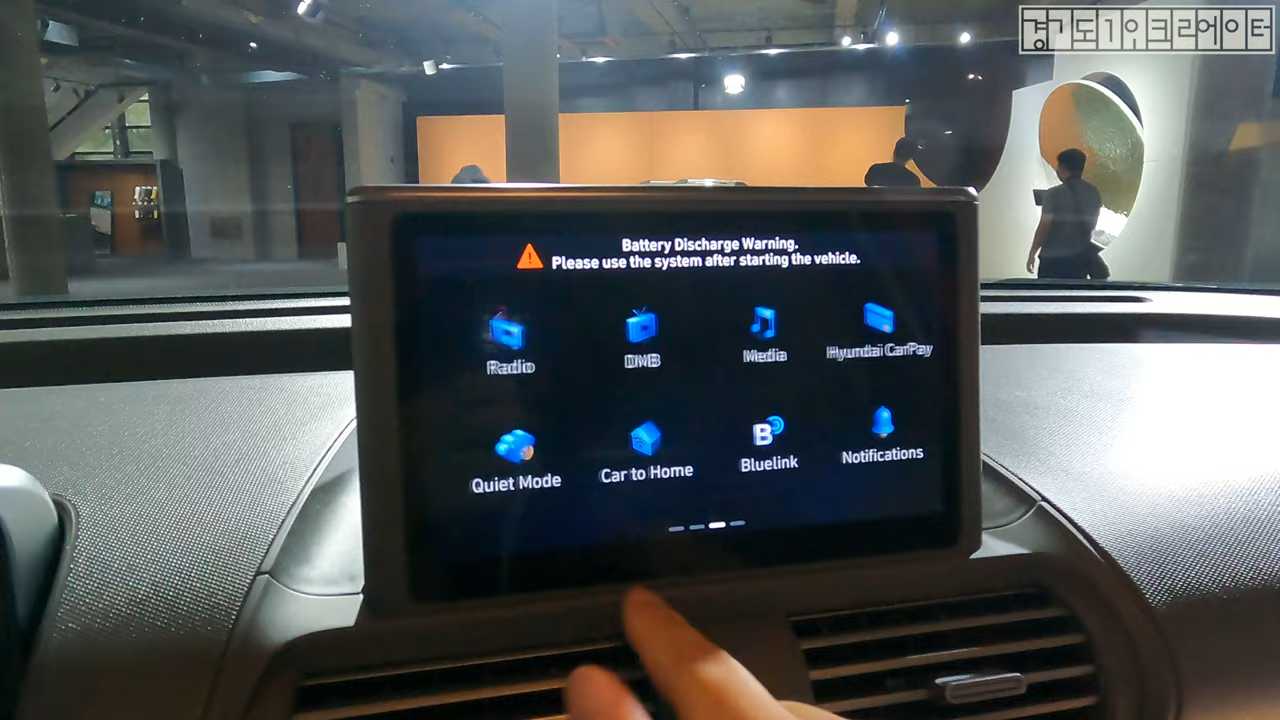 경기도1위크리에이터
Battery Discharge Warning.
Please use the system after starting the vehicle.
Radio
DMB
Media
Hyundai CarPay
Quiet Mode
Car to Home
Bluelink
Notifications